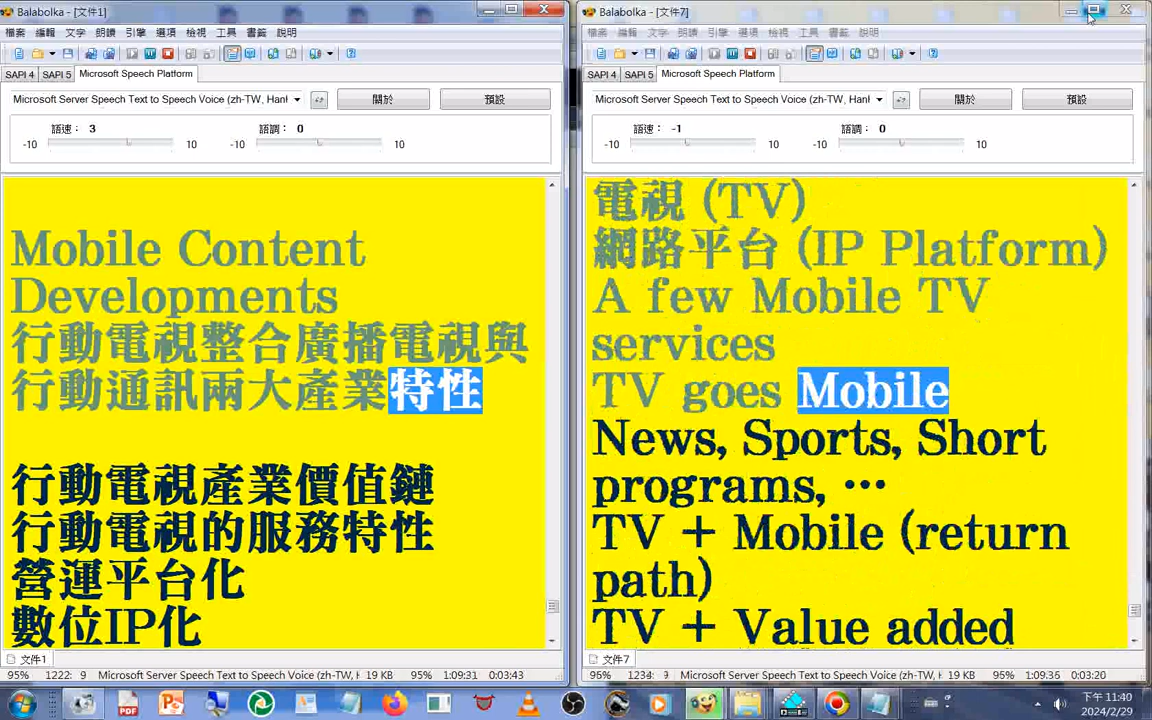 Balabolka - [文件1]
檔案 編輯 文字 朗讀 引擎 選項 檢視 工具 書籤 說明
SAPI 4 SAPI 5 Microsoft Speech Platform
Microsoft Server Speech Text to Speech Voice (zh-TW, Hanl
關於 預設
語速： 3 語調： 0
-10 10 -10 10
Mobile Content
Developments
行動電視整合廣播電視與
行動通訊兩大產業特性
行動電視產業價值鏈
行動電視的服務特性
營運平台化
數位IP化
文件1
95% 1222: 9 Microsoft Server Speech Text to Speech Voice (zh-TW, H 19 KB 95% 1:09:31 0:03:43
Balabolka - [文件7]
檔案 編輯 文字 朗讀 引擎 選項 檢視 工具 書籤 說明
SAPI 4 SAPI 5 Microsoft Speech Platform
Microsoft Server Speech Text to Speech Voice (zh-TW, Hanl
關於 預設
語速： -1 語調： 0
-10 10 -10 10
電視 (TV)
網路平台 (IP Platform)
A few Mobile TV
services
TV goes Mobile
News, Sports, Short
programs, …
TV + Mobile (return
path)
TV + Value added
文件7
95% 1234: 9 Microsoft Server Speech Text to Speech Voice (zh-TW, H 19 KB 95% 1:09:36 0:03:20
下午 11:40
2024/2/29